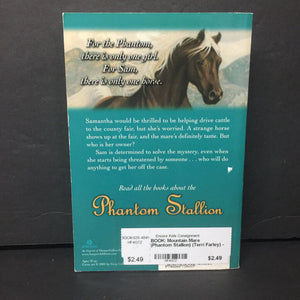 For the Phantom,
there is only one girl.
For Sam,
there is only one horse.
Samantha would be thrilled to be helping drive cattle
to the county fair, but she's worried. A strange horse
shows up at the fair, and the mare's definitely tame. But
who is her owner?
Sam is determined to solve the mystery, even when
she starts being threatened by someone . . . who will do
anything to get her off the case.
Read all the books about the
Phantom Stallion
Encore Kids Consignment
BOOK: Mountain Mare
(Phantom Stallion) (Terri Farley) -
$2.49
$2.49